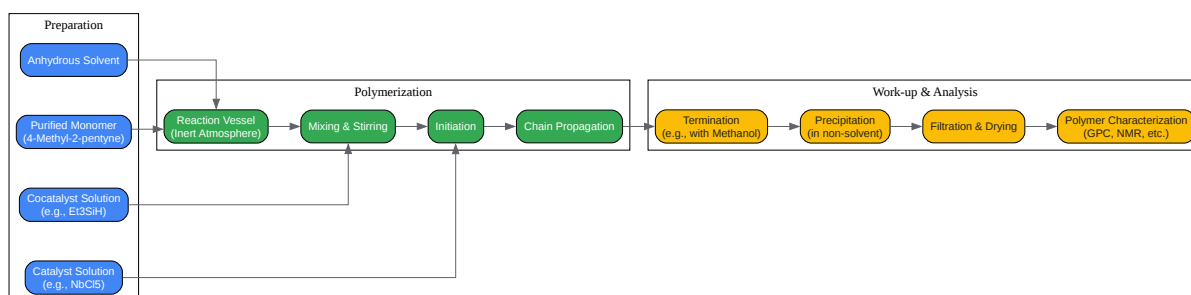 Preparation
Anhydrous Solvent
Purified Monomer
(4-Methyl-2-pentyne)
Cocatalyst Solution
(e.g., Et3SiH)
Catalyst Solution
(e.g., NbCl5)
Polymerization
Reaction Vessel
(Inert Atmosphere)
Mixing & Stirring
Initiation
Chain Propagation
Work-up & Analysis
Termination
(e.g., with Methanol)
Precipitation
(in non-solvent)
Filtration & Drying
Polymer Characterization
(GPC, NMR, etc.)